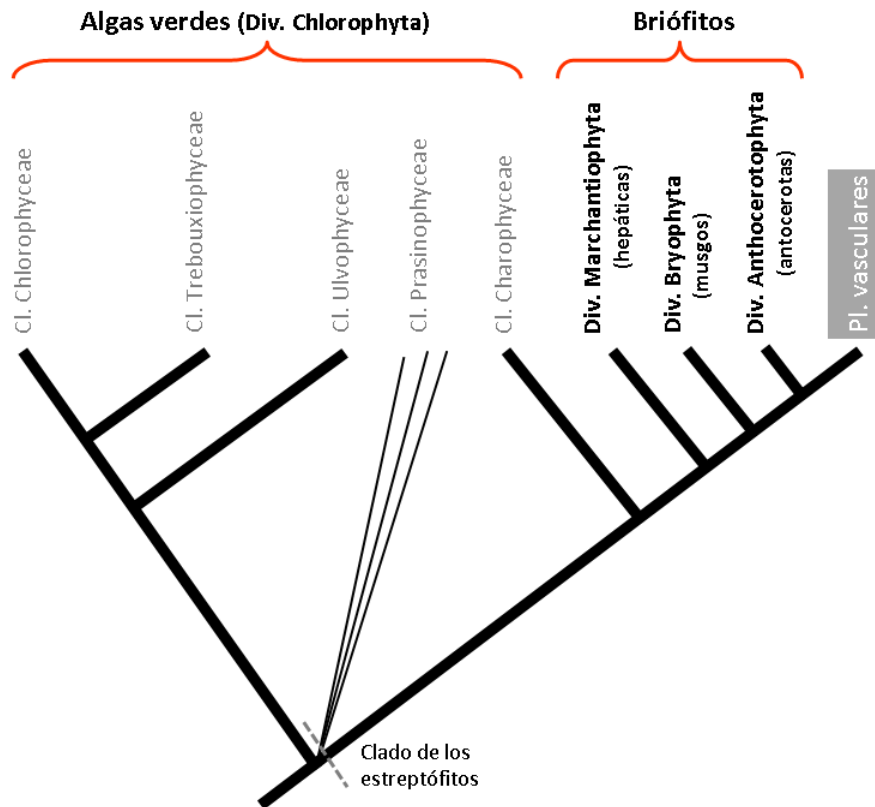 Algas verdes (Div. Chlorophyta)
Briófitos
Cl. Chlorophyceae
Cl. Trebouxiophyceae
Cl. Ulvophyceae
Cl. Prasinophyceae
Cl. Charophyceae
Div. Marchantiophyta
(hepáticas)
Div. Bryophyta
(musgos)
Div. Anthocerotophyta
(antocerotas)
Pl. vasculares
Clado de los
estreptófitos